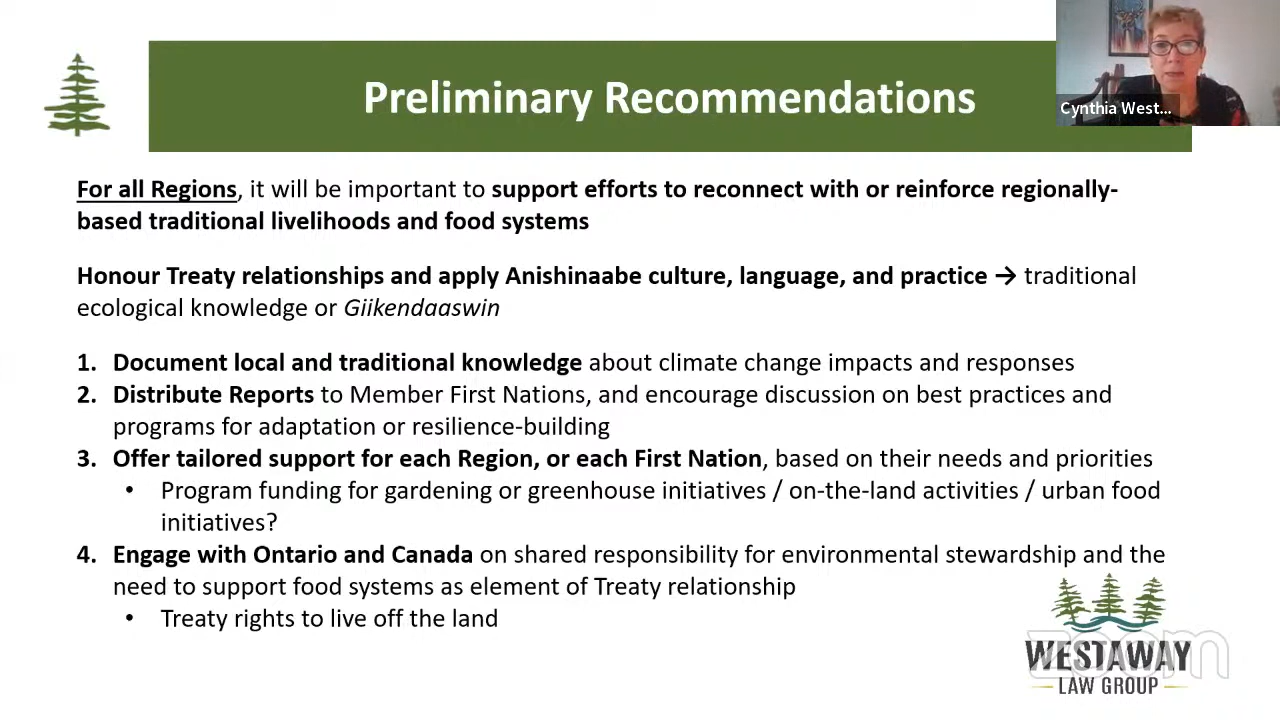 Preliminary Recommendations
Cynthia West...
For all Regions, it will be important to support efforts to reconnect with or reinforce regionally-
based traditional livelihoods and food systems
Honour Treaty relationships and apply Anishinaabe culture, language, and practice → traditional
ecological knowledge or Giikendaaswin
1. Document local and traditional knowledge about climate change impacts and responses
2. Distribute Reports to Member First Nations, and encourage discussion on best practices and
programs for adaptation or resilience-building
3. Offer tailored support for each Region, or each First Nation, based on their needs and priorities
• Program funding for gardening or greenhouse initiatives / on-the-land activities / urban food
initiatives?
4. Engage with Ontario and Canada on shared responsibility for environmental stewardship and the
need to support food systems as element of Treaty relationship
• Treaty rights to live off the land
zoom
WESTAWAY
LAW GROUP